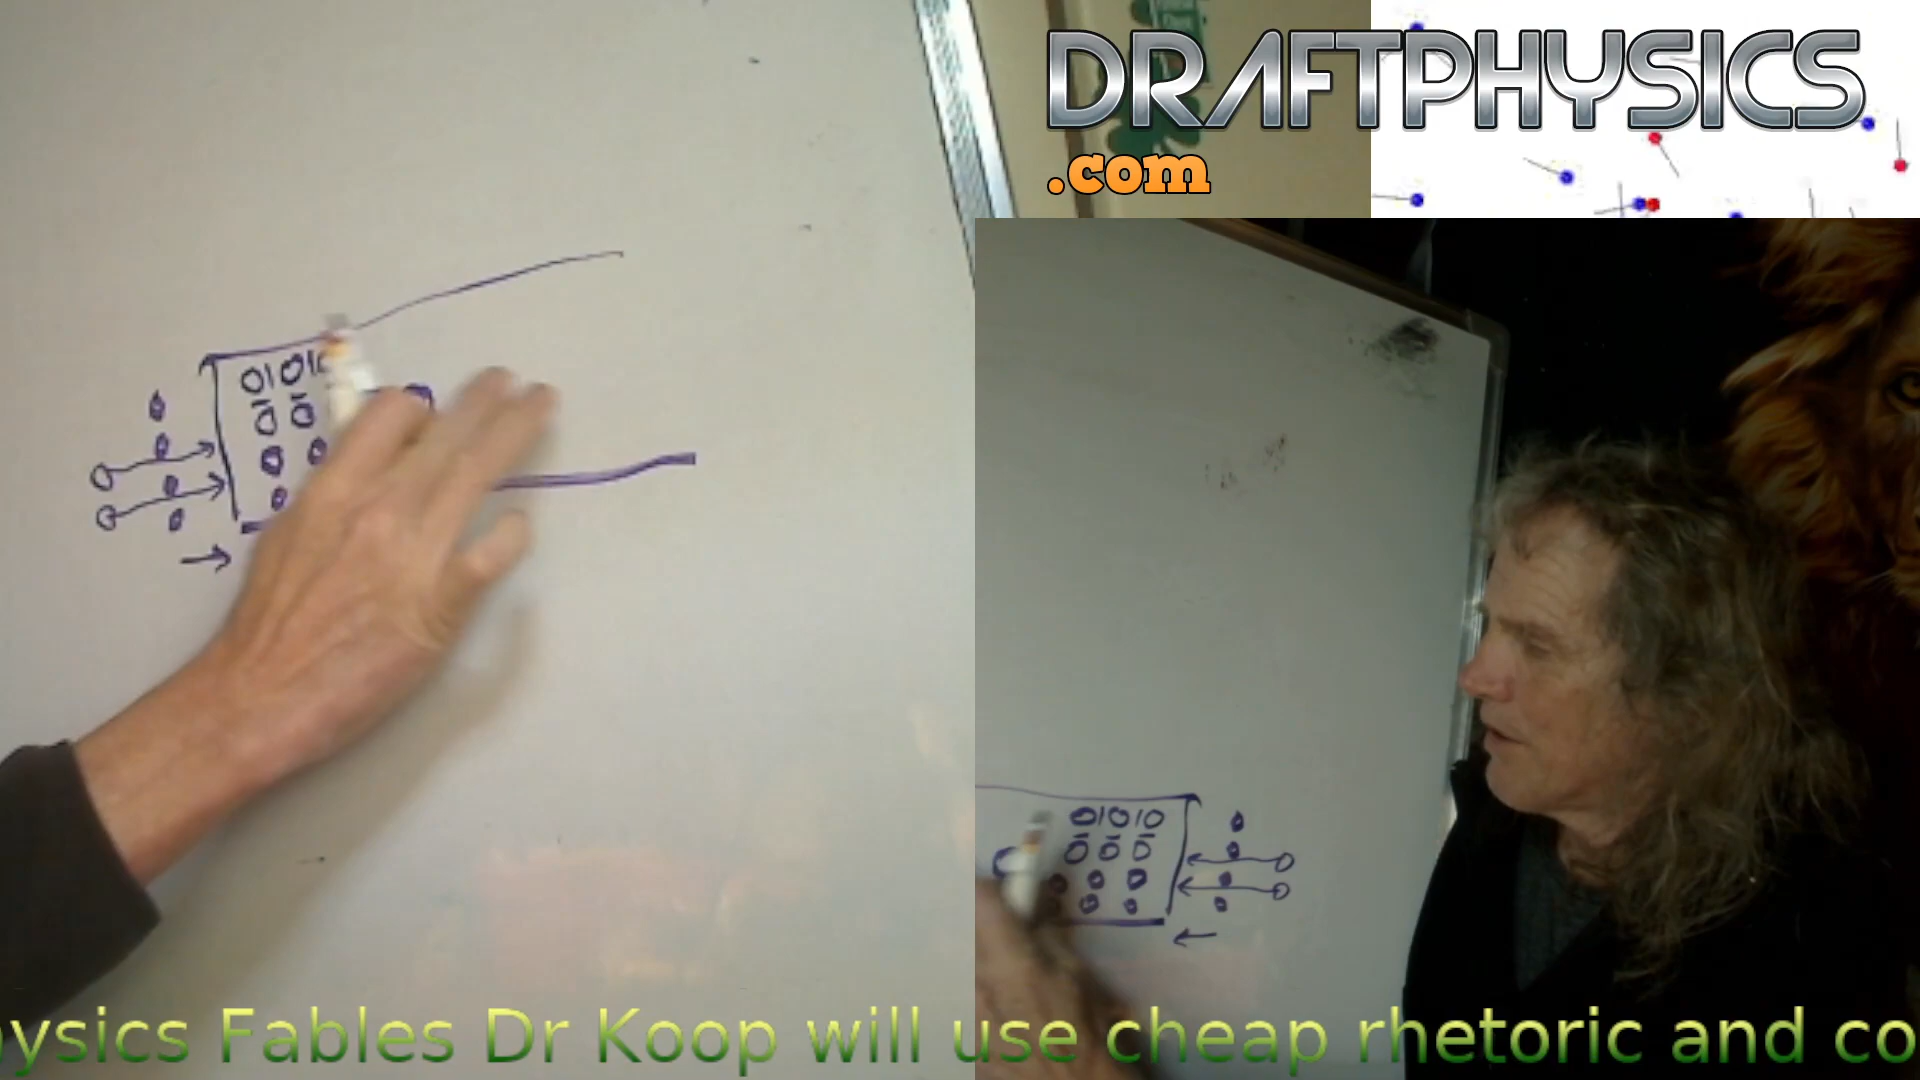 DRAFTPHYSICS
.com
ysics Fables Dr Koop will use cheap rhetoric and co